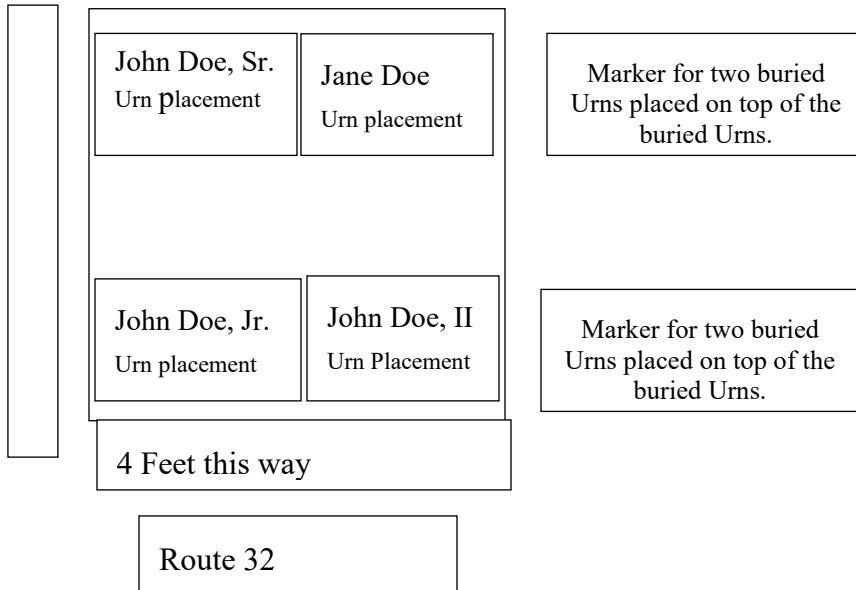 John Doe, Sr.
Urn placement
Jane Doe
Urn placement
Marker for two buried
Urns placed on top of the
buried Urns.
John Doe, Jr.
Urn placement
John Doe, II
Urn Placement
Marker for two buried
Urns placed on top of the
buried Urns.
4 Feet this way
Route 32